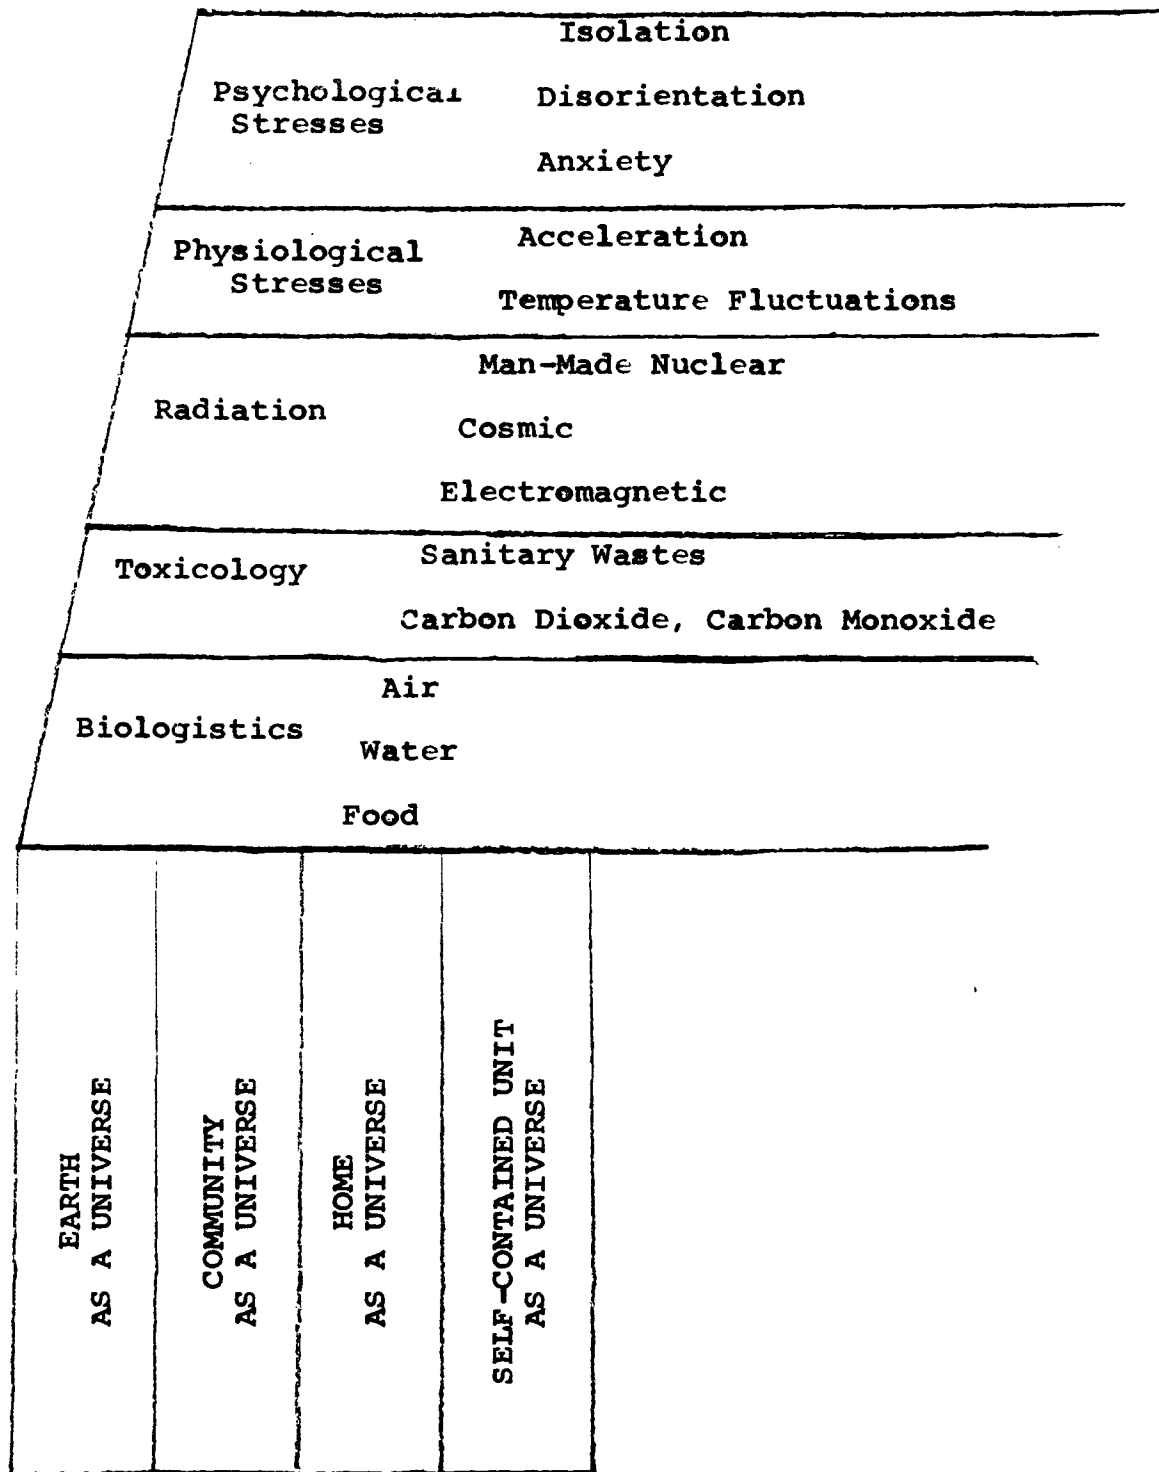 Isolation
Psychological
Stresses
Disorientation
Anxiety
Physiological
Stresses
Acceleration
Temperature Fluctuations
Radiation
Man-Made Nuclear
Cosmic
Electromagnetic
Toxicology
Sanitary Wastes
Carbon Dioxide, Carbon Monoxide
Biologistics
Air
Water
Food
EARTH
AS A UNIVERSE
COMMUNITY
AS A UNIVERSE
HOME
AS A UNIVERSE
SELF-CONTAINED UNIT
AS A UNIVERSE